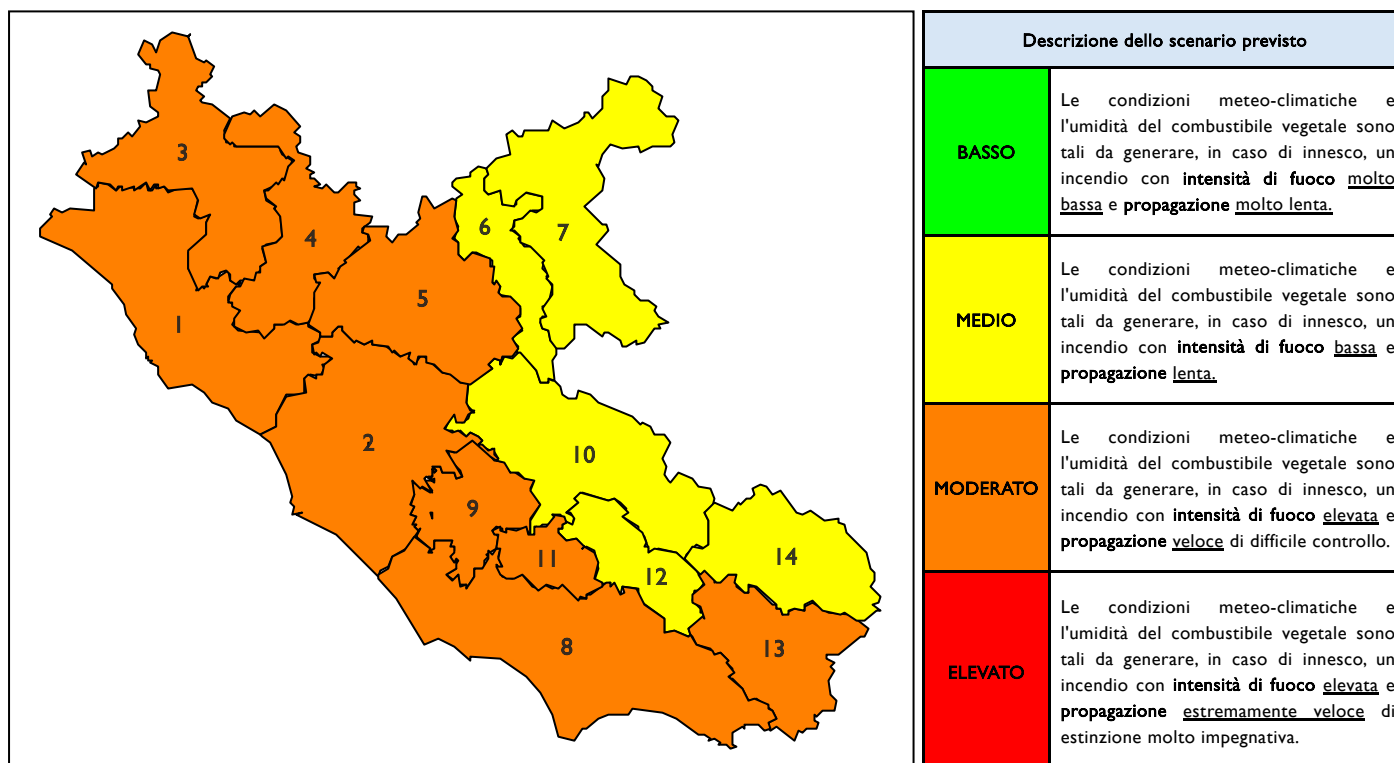 3
4
6
7
5
1
2
10
9
11
12
14
8
13
Descrizione dello scenario previsto
BASSO
Le condizioni meteo-climatiche e
l'umidità del combustibile vegetale sono
tali da generare, in caso di innesco, un
incendio con intensità di fuoco molto
bassa e propagazione molto lenta.
MEDIO
Le condizioni meteo-climatiche e
l'umidità del combustibile vegetale sono
tali da generare, in caso di innesco, un
incendio con intensità di fuoco bassa e
propagazione lenta.
MODERATO
Le condizioni meteo-climatiche e
l'umidità del combustibile vegetale sono
tali da generare, in caso di innesco, un
incendio con intensità di fuoco elevata e
propagazione veloce di difficile controllo.
ELEVATO
Le condizioni meteo-climatiche e
l'umidità del combustibile vegetale sono
tali da generare, in caso di innesco, un
incendio con intensità di fuoco elevata e
propagazione estremamente veloce di
estinzione molto impegnativa.